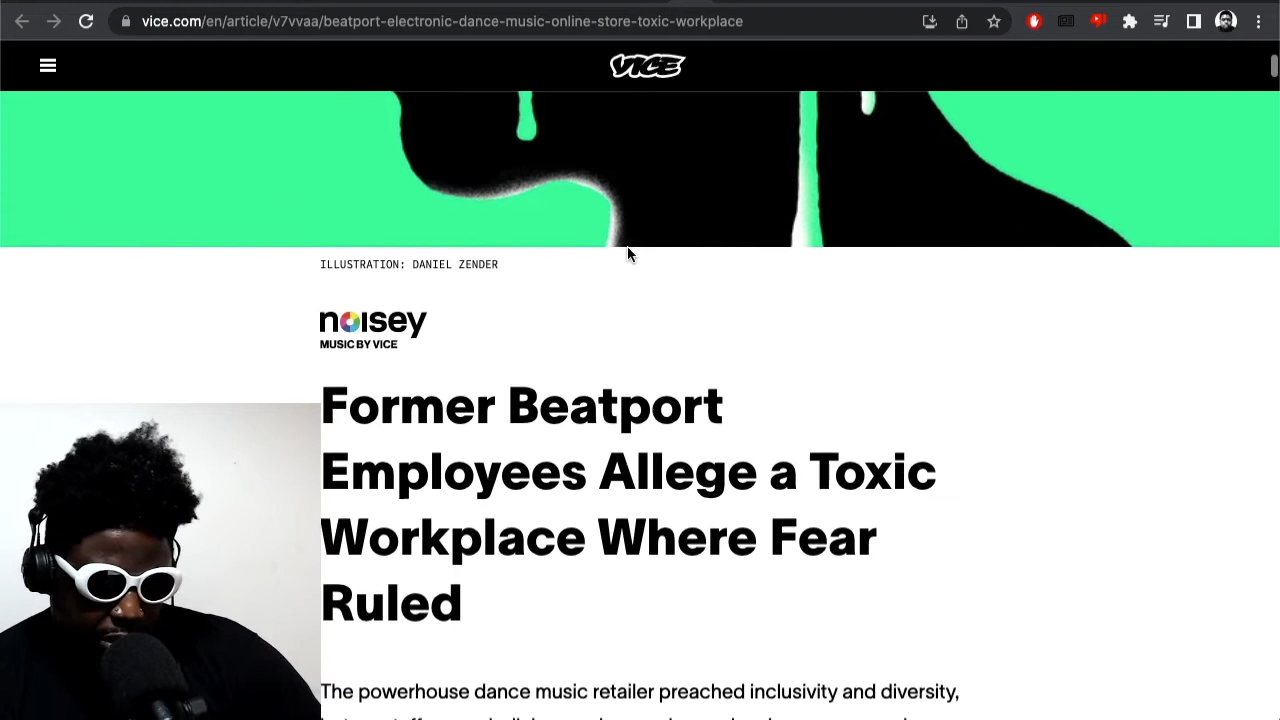 vice.com/en/article/v7vvaa/beatport-electronic-dance-music-online-store-toxic-workplace
VICE
ILLUSTRATION: DANIEL ZENDER
noisey
MUSIC BY VICE
Former Beatport
Employees Allege a Toxic
Workplace Where Fear
Ruled
The powerhouse dance music retailer preached inclusivity and diversity,